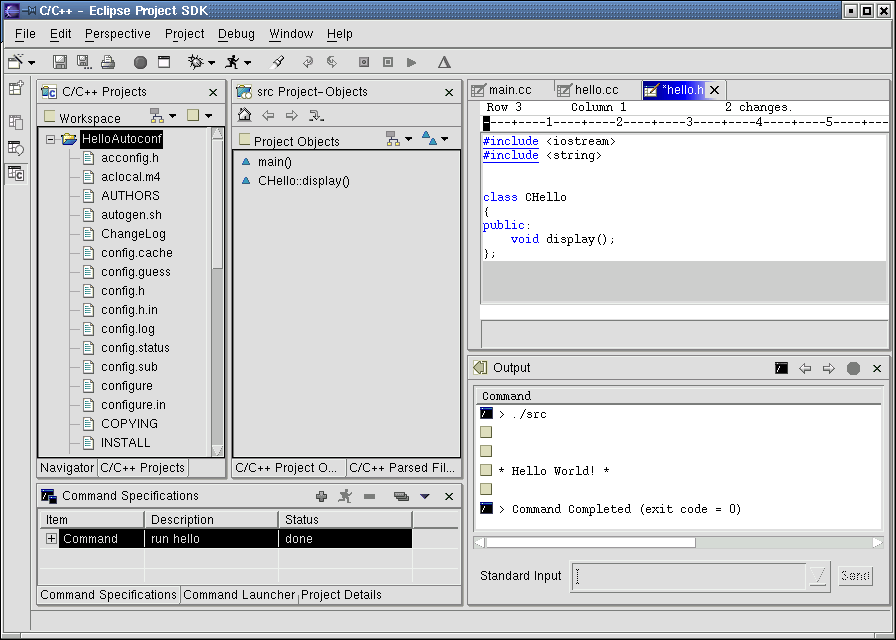 C/C++ - Eclipse Project SDK
File Edit Perspective Project Debug Window Help
C/C++ Projects
Workspace
HelloAutoconf
acconfig.h
aclocal.m4
AUTHORS
autogen.sh
ChangeLog
config.cache
config.guess
config.h
config.h.in
config.log
config.status
config.sub
configure
configure.in
COPYING
INSTALL
Navigator C/C++ Projects
src Project-Objects
Project Objects
main()
CHello::display()
C/C++ Project O... C/C++ Parsed Fil...
main.cc hello.cc *hello.h
Row 3 Column 1 2 changes.
----+----1----+----2----+----3----+----4----+----5----+--
#include <iostream>
#include <string>
class CHello
{
public:
void display();
};
Command Specifications
Item Description Status
Command run hello done
Command Specifications Command Launcher Project Details
Output
Command
> ./src
* Hello World! *
> Command Completed (exit code = 0)
Standard Input Send